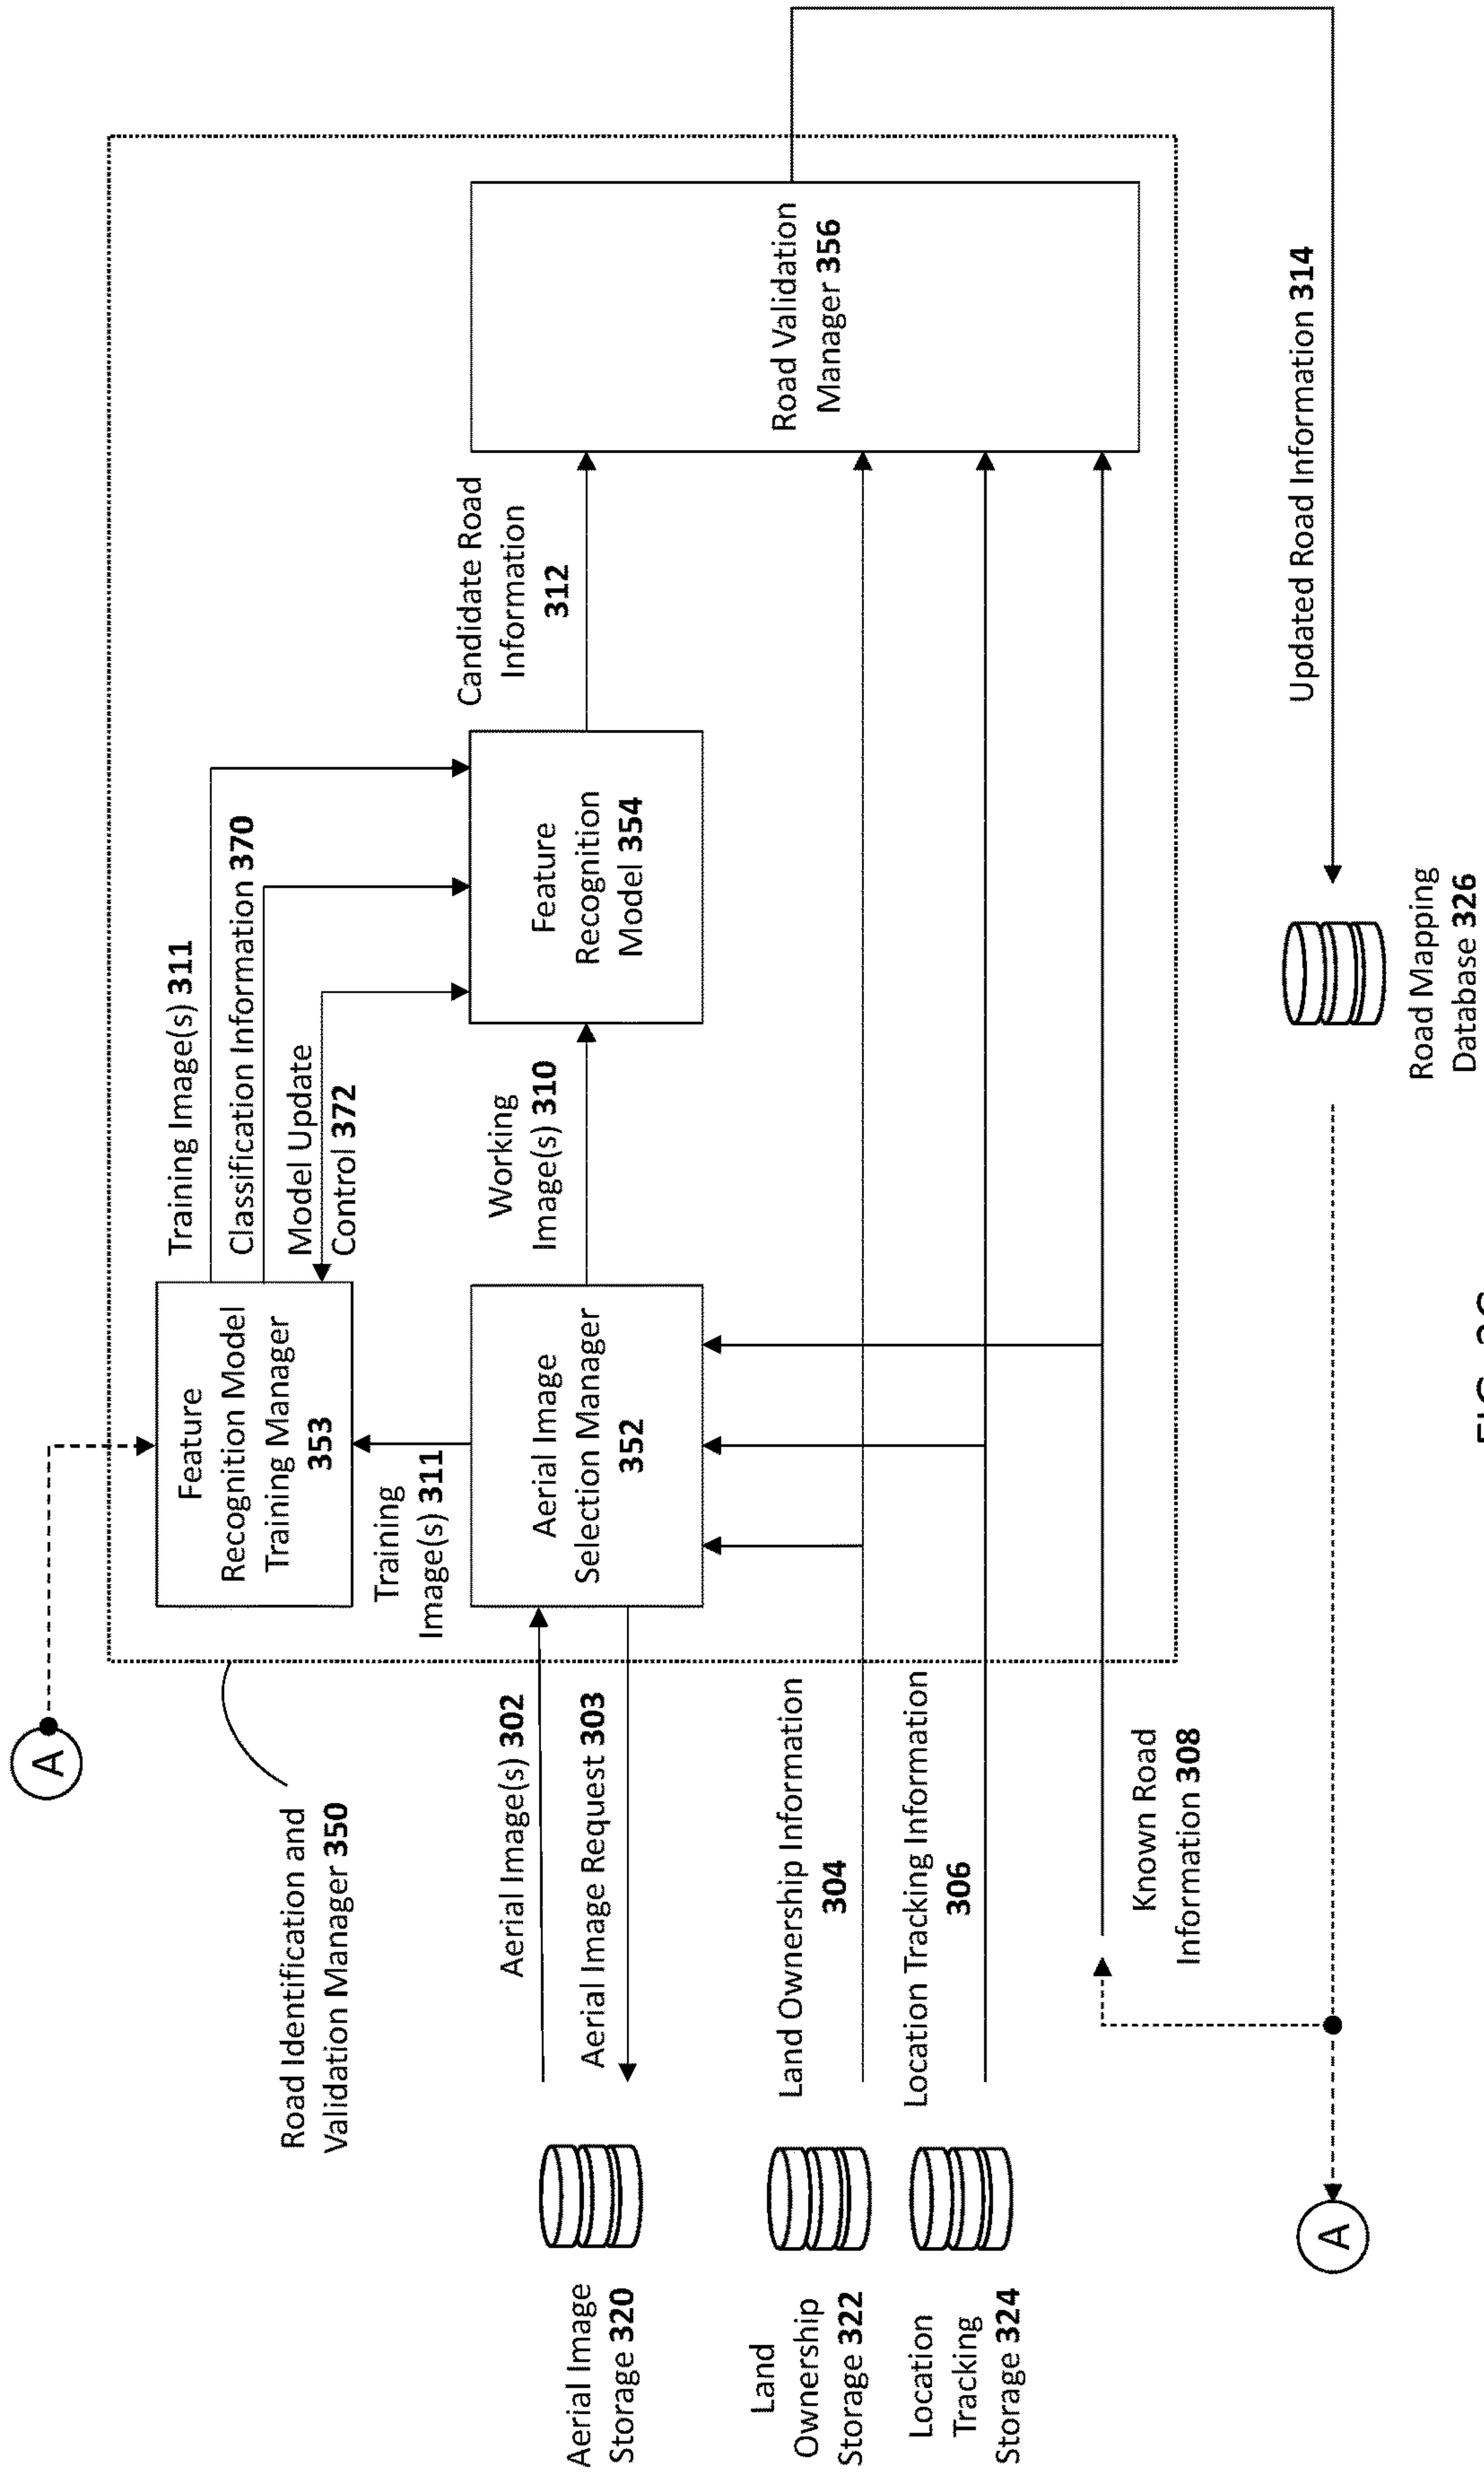 A
Road Identification and
Validation Manager 350
Feature
Recognition Model
Training Manager
353
Training Image(s) 311
Classification Information 370
Model Update
Control 372
Training
Image(s) 311
Aerial Image
Storage 320
Aerial Image(s) 302
Aerial Image Request 303
Aerial Image
Selection Manager
352
Working
Image(s) 310
Feature
Recognition
Model 354
Candidate Road
Information
312
Road Validation
Manager 356
Land
Ownership
Storage 322
Land Ownership Information
304
Location
Tracking
Storage 324
Location Tracking Information
306
Known Road
Information 308
Updated Road Information 314
A
Road Mapping
Database 326
FIG.